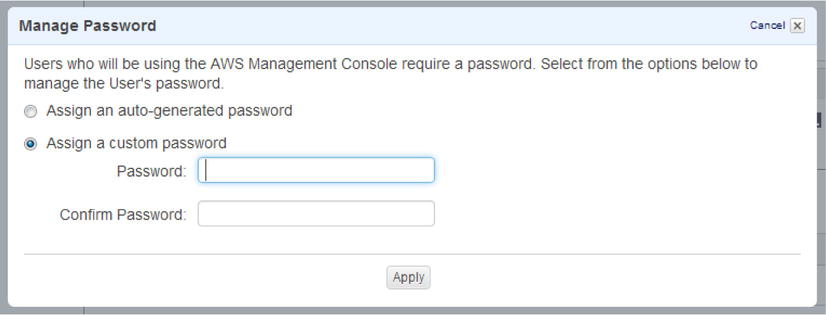 Manage Password
Cancel
Users who will be using the AWS Management Console require a password. Select from the options below to
manage the User's password.
Assign an auto-generated password
Assign a custom password
Password:
Confirm Password:
Apply